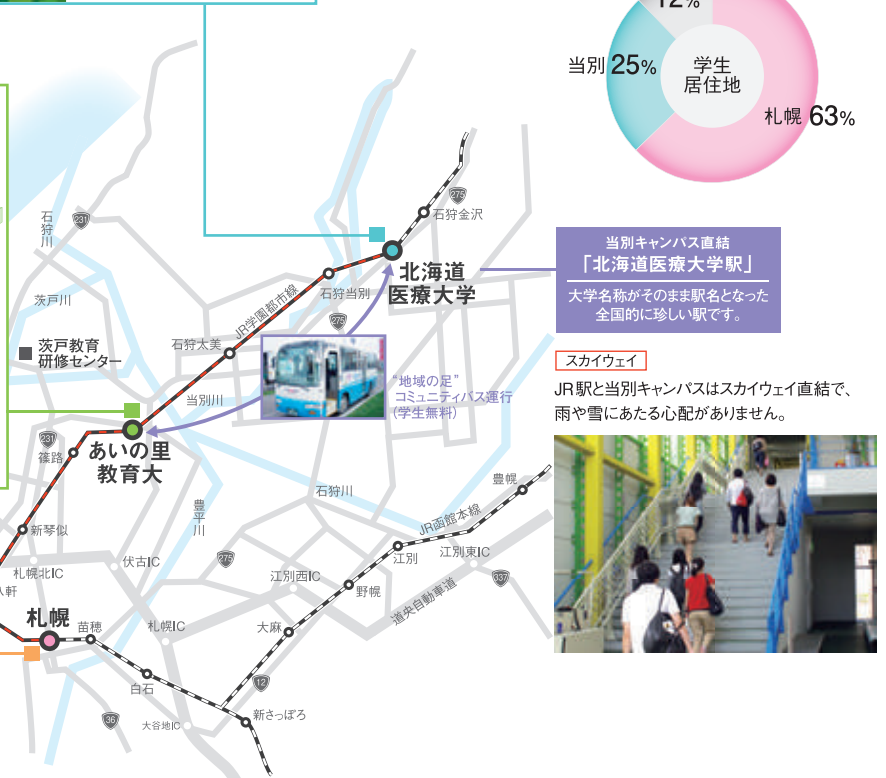 12%
当別 25%
学生
居住地
札幌 63%
275
石狩金沢
231
石狩川
北海道
医療大学
石狩当別
当別キャンパス直結
「北海道医療大学駅」
大学名称がそのまま駅名となった
全国的に珍しい駅です。
茨戸川
JR学園都市線
275
茨戸教育
研修センター
石狩太美
スカイウェイ
JR駅と当別キャンパスはスカイウェイ直結で、
雨や雪にあたる心配がありません。
“地域の足”
コミュニティバス運行
(学生無料)
当別川
231
篠路
あいの里
教育大
石狩川
豊幌
豊平川
新琴似
JR函館本線
札幌北IC
伏古IC
275
江別西IC
江別
江別東IC
337
軒
野幌
道央自動車道
札幌
苗穂
札幌IC
大麻
白石
12
36
大谷地IC
新さっぽろ